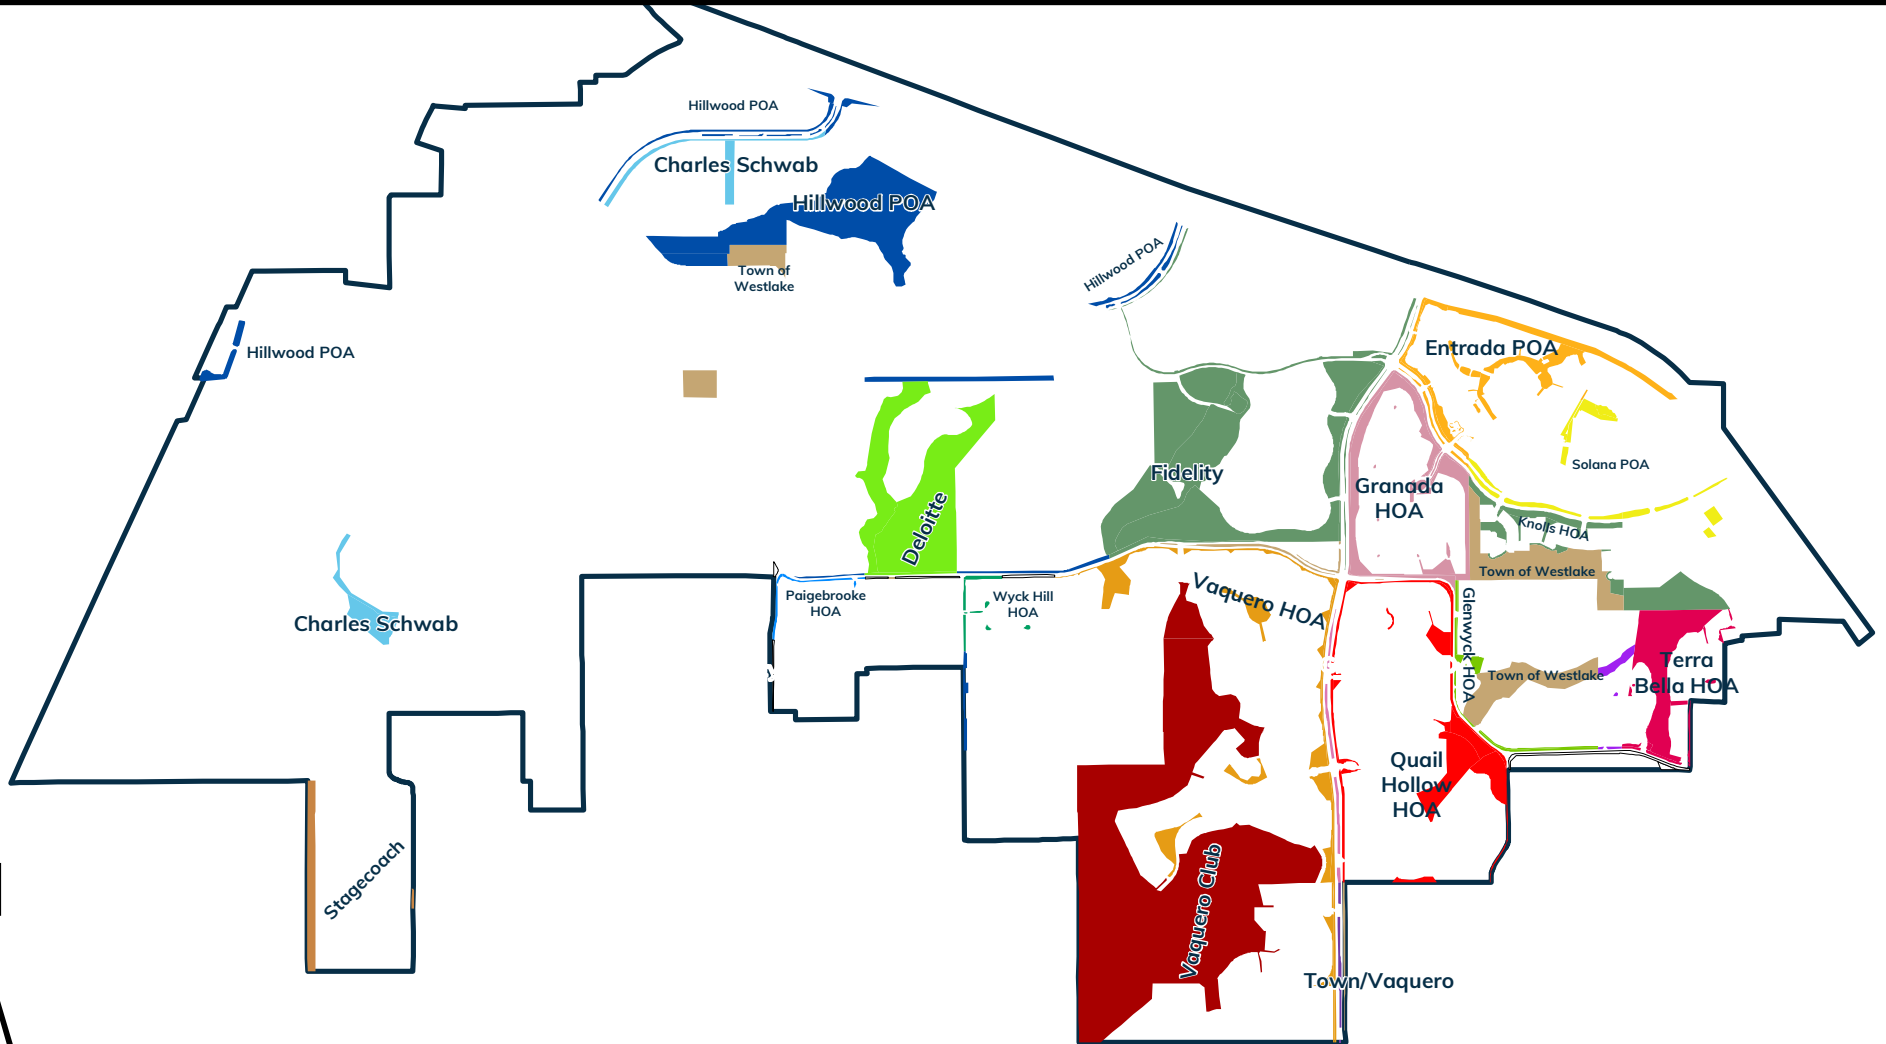 Hillwood POA
Charles Schwab
Hillwood POA
Town of
Westlake
Hillwood POA
Hillwood POA
Entrada POA
Solana POA
Fidelity
Granada
HOA
Deloitte
Knolls HOA
Town of Westlake
Paigebrooke
HOA
Wyck Hill
HOA
Vaquero HOA
Glenwyck HOA
Charles Schwab
Town of Westlake
Terra
Bella HOA
Quail
Hollow
HOA
Stagecoach
Vaquero Club
Town/Vaquero